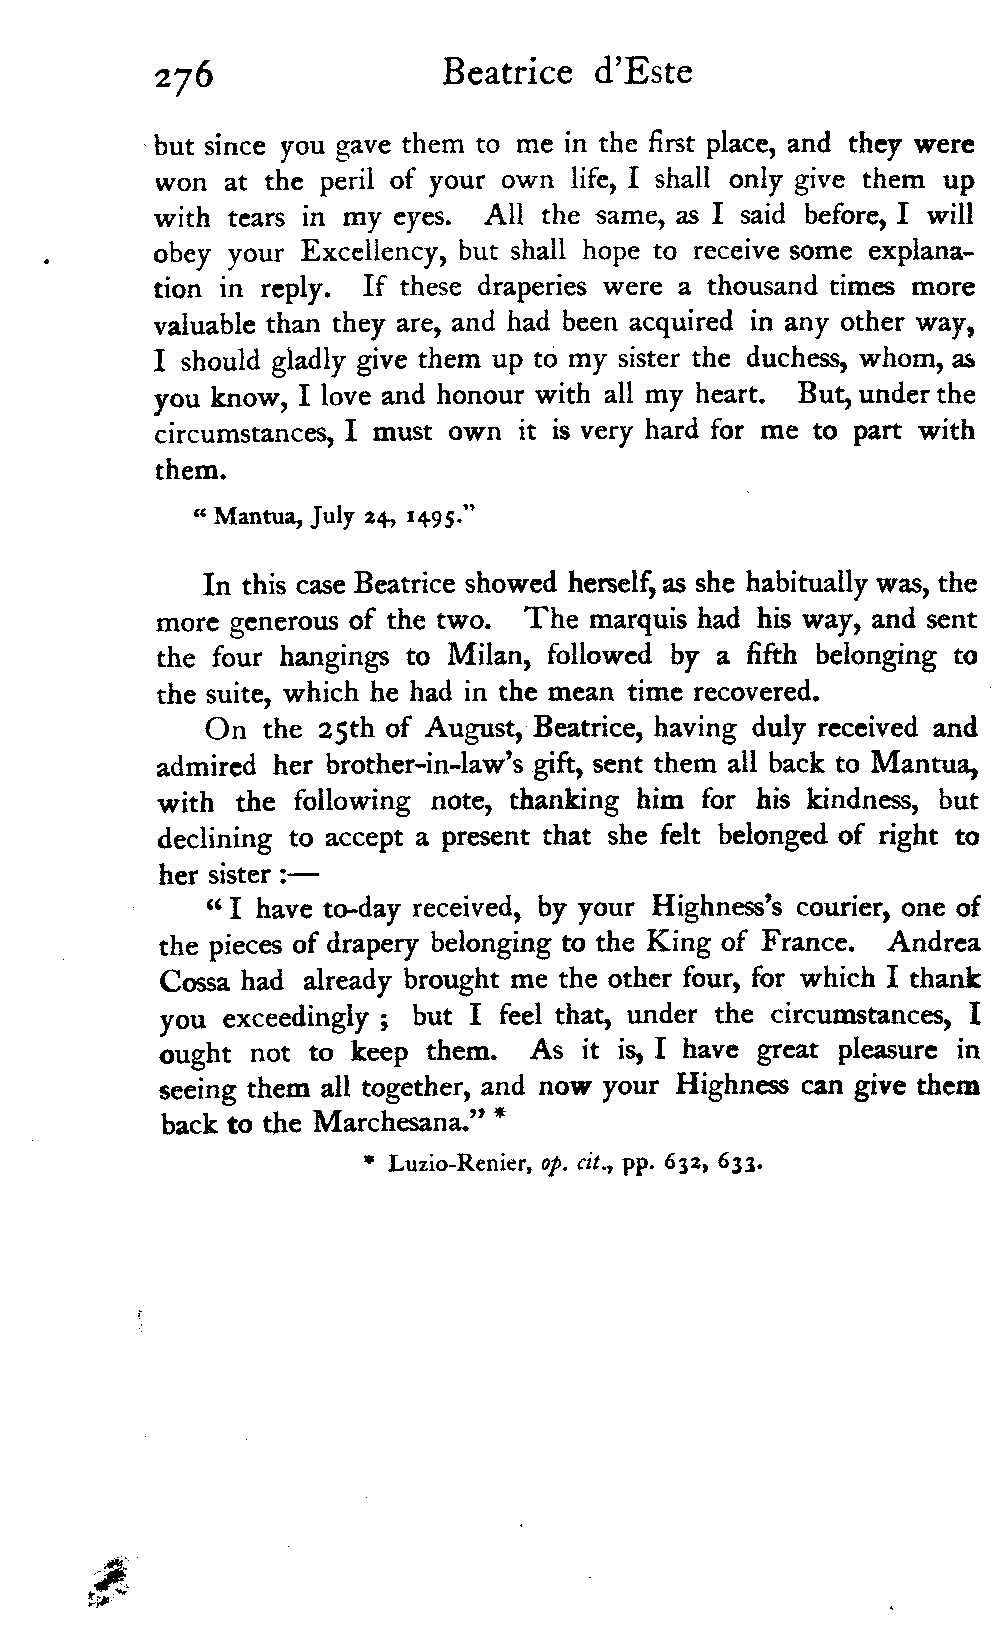 276 Beatrice d'Este
but since you gave them to me in the first place, and they were
won at the peril of your own life, I shall only give them up
with tears in my eyes. All the same, as I said before, I will
obey your Excellency, but shall hope to receive some explana-
tion in reply. If these draperies were a thousand times more
valuable than they are, and had been acquired in any other way,
I should gladly give them up to my sister the duchess, whom, as
you know, I love and honour with all my heart. But, under the
circumstances, I must own it is very hard for me to part with
them.
“ Mantua, July 24, 1495.”
In this case Beatrice showed herself, as she habitually was, the
more generous of the two. The marquis had his way, and sent
the four hangings to Milan, followed by a fifth belonging to
the suite, which he had in the mean time recovered.
On the 25th of August, Beatrice, having duly received and
admired her brother-in-law's gift, sent them all back to Mantua,
with the following note, thanking him for his kindness, but
declining to accept a present that she felt belonged of right to
her sister :—
“ I have to-day received, by your Highness's courier, one of
the pieces of drapery belonging to the King of France. Andrea
Cossa had already brought me the other four, for which I thank
you exceedingly ; but I feel that, under the circumstances, I
ought not to keep them. As it is, I have great pleasure in
seeing them all together, and now your Highness can give them
back to the Marchesana.” *
* Luzio-Renier, op. cit., pp. 632, 633.